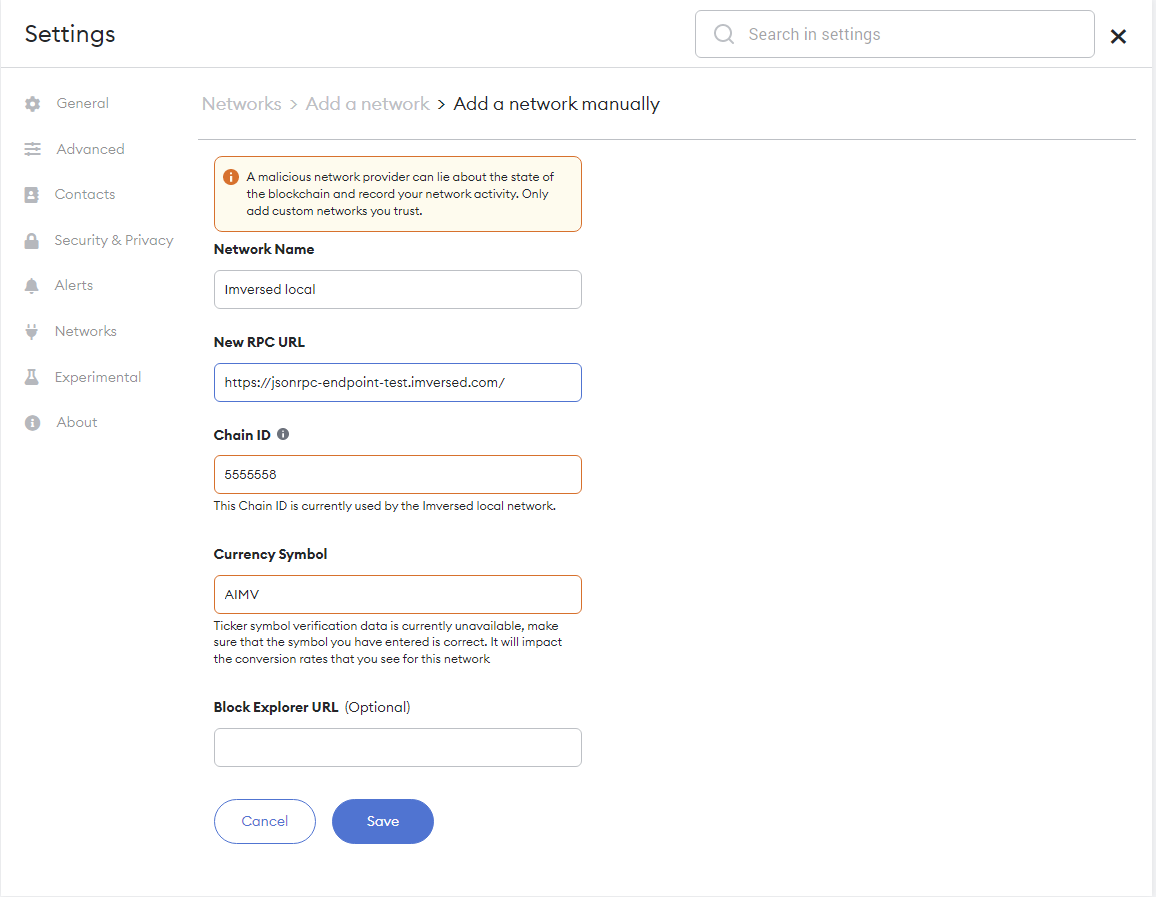 Settings
Search in settings
General
Advanced
Contacts
Security & Privacy
Alerts
Networks
Experimental
About
Networks > Add a network > Add a network manually
A malicious network provider can lie about the state of
the blockchain and record your network activity. Only
add custom networks you trust.
Network Name
Imversed local
New RPC URL
https://jsonrpc-endpoint-test.imversed.com/
Chain ID
5555558
This Chain ID is currently used by the Imversed local network.
Currency Symbol
AIMV
Ticker symbol verification data is currently unavailable, make
sure that the symbol you have entered is correct. It will impact
the conversion rates that you see for this network
Block Explorer URL (Optional)
Cancel
Save